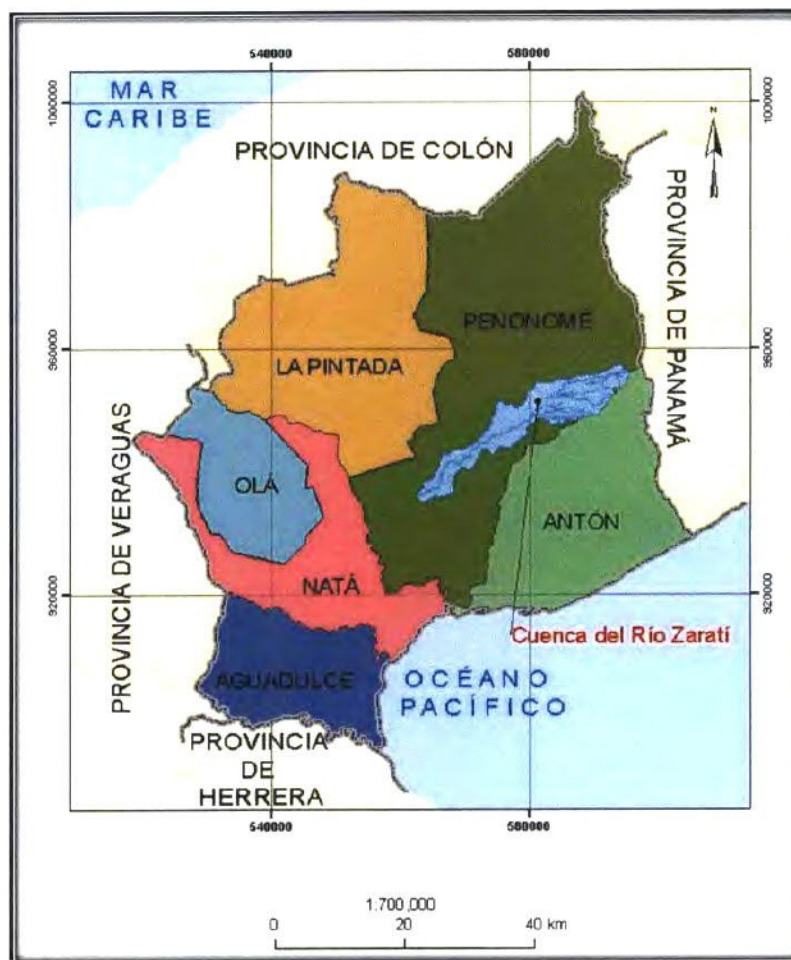 540000
580000
1000000
1000000
MAR
CARIBE
N
PROVINCIA DE COLÓN
PROVINCIA DE PANAMÁ
PENONOMÉ
960000
960000
LA PINTADA
PROVINCIA DE VERAGUAS
OLÁ
ANTÓN
NATÁ
920000
920000
Cuenca del Río Zaratí
AGUADULCE
OCÉANO
PACÍFICO
PROVINCIA
DE
HERRERA
540000
580000
1:700,000
0 20 40 km